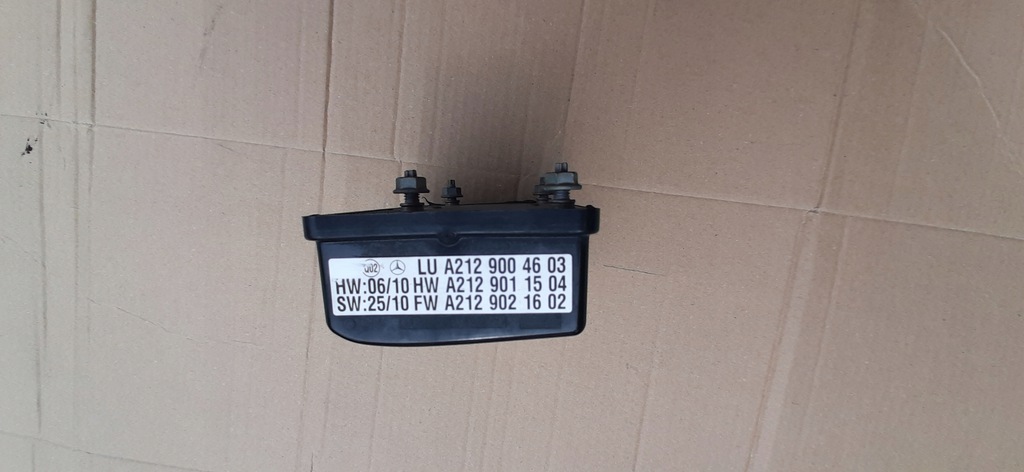 002 LU A212 900 46 03
HW:06/10 HW A212 901 15 04
SW:25/10 FW A212 902 16 02